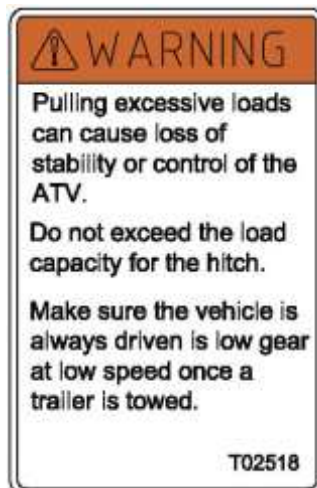 WARNING
Pulling excessive loads
can cause loss of
stability or control of the
ATV.
Do not exceed the load
capacity for the hitch.
Make sure the vehicle is
always driven is low gear
at low speed once a
trailer is towed.
T02518